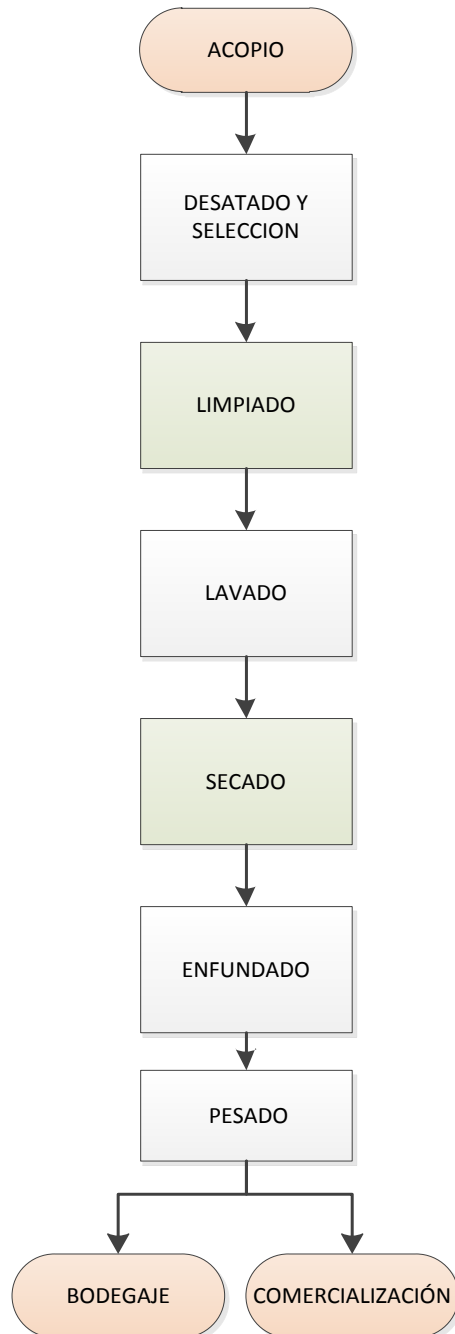 ACOPIO
DESATADO Y
SELECCION
LIMPIADO
LAVADO
SECADO
ENFUNDADO
PESADO
BODEGAJE
COMERCIALIZACIÓN